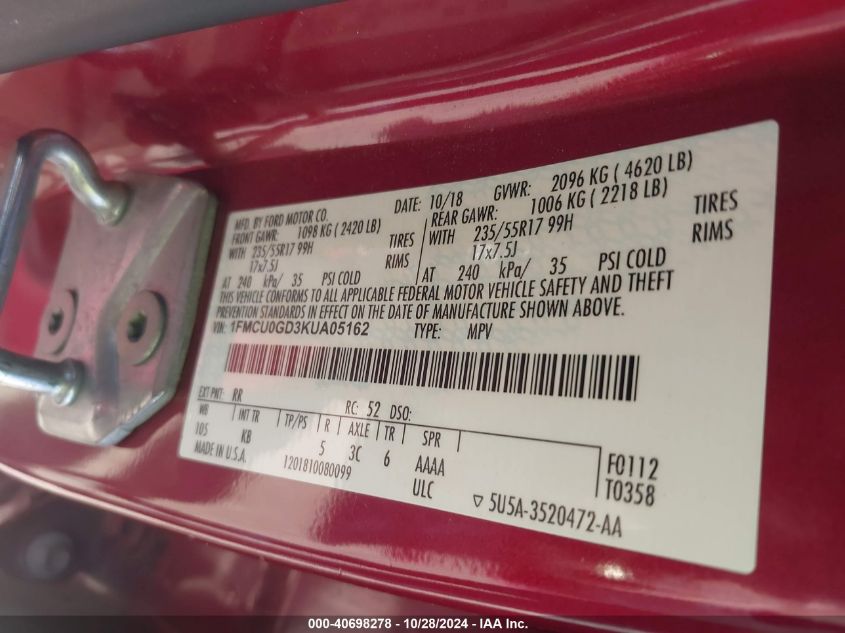 MFD. BY FORD MOTOR CO.
DATE: 10/18 GVWR: 2096 KG ( 4620 LB)
FRONT GAWR: 1098 KG ( 2420 LB)
REAR GAWR: 1006 KG ( 2218 LB)
WITH 235/55R17 99H TIRES
WITH 235/55R17 99H TIRES
17x7.5J RIMS
17x7.5J RIMS
AT 240 kPa/ 35 PSI COLD
AT 240 kPa/ 35 PSI COLD
THIS VEHICLE CONFORMS TO ALL APPLICABLE FEDERAL MOTOR VEHICLE SAFETY AND THEFT
PREVENTION STANDARDS IN EFFECT ON THE DATE OF MANUFACTURE SHOWN ABOVE.
VIN: 1FMCU0GD3KUA05162 TYPE: MPV
EXT PNT: RR RC: 52 DSO:
WB INT TR TP/PS R AXLE TR SPR
105 KB 5 3C 6 AAAA F0112
MADE IN U.S.A. 1201810080099 ULC T0358
▽ 5U5A-3520472-AA
000-40698278 - 10/28/2024 - IAA Inc.